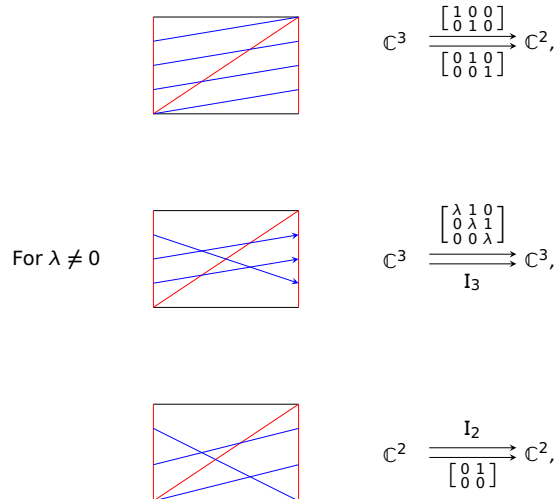 [1 0 0
0 1 0]
ℂ³ ℂ²,
[0 1 0
0 0 1]
[λ 1 0
0 λ 1
0 0 λ]
For λ ≠ 0 ℂ³ ℂ³,
I₃
I₂
ℂ² ℂ²,
[0 1
0 0]